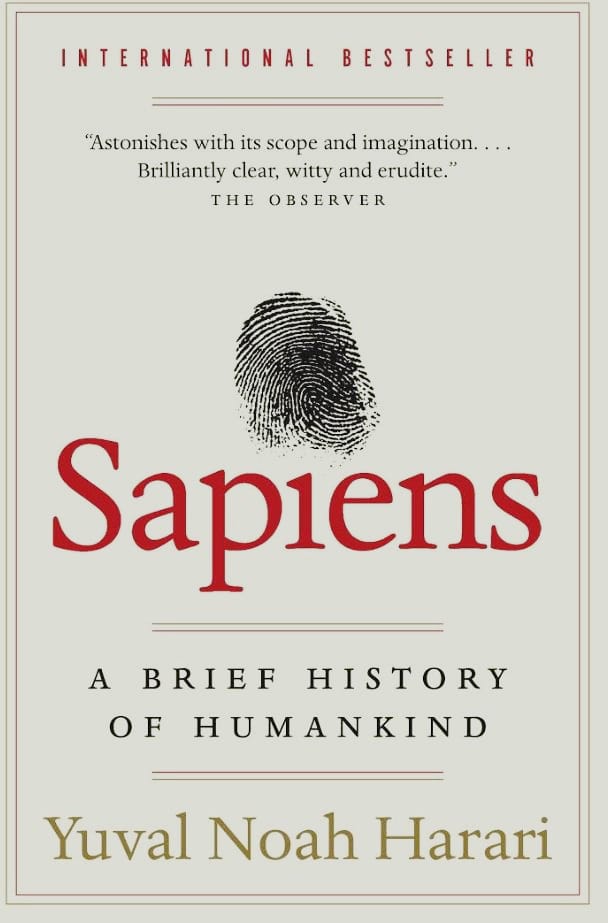 INTERNATIONAL BESTSELLER
“Astonishes with its scope and imagination. . . .
Brilliantly clear, witty and erudite.”
THE OBSERVER
Sapiens
A BRIEF HISTORY
OF HUMANKIND
Yuval Noah Harari